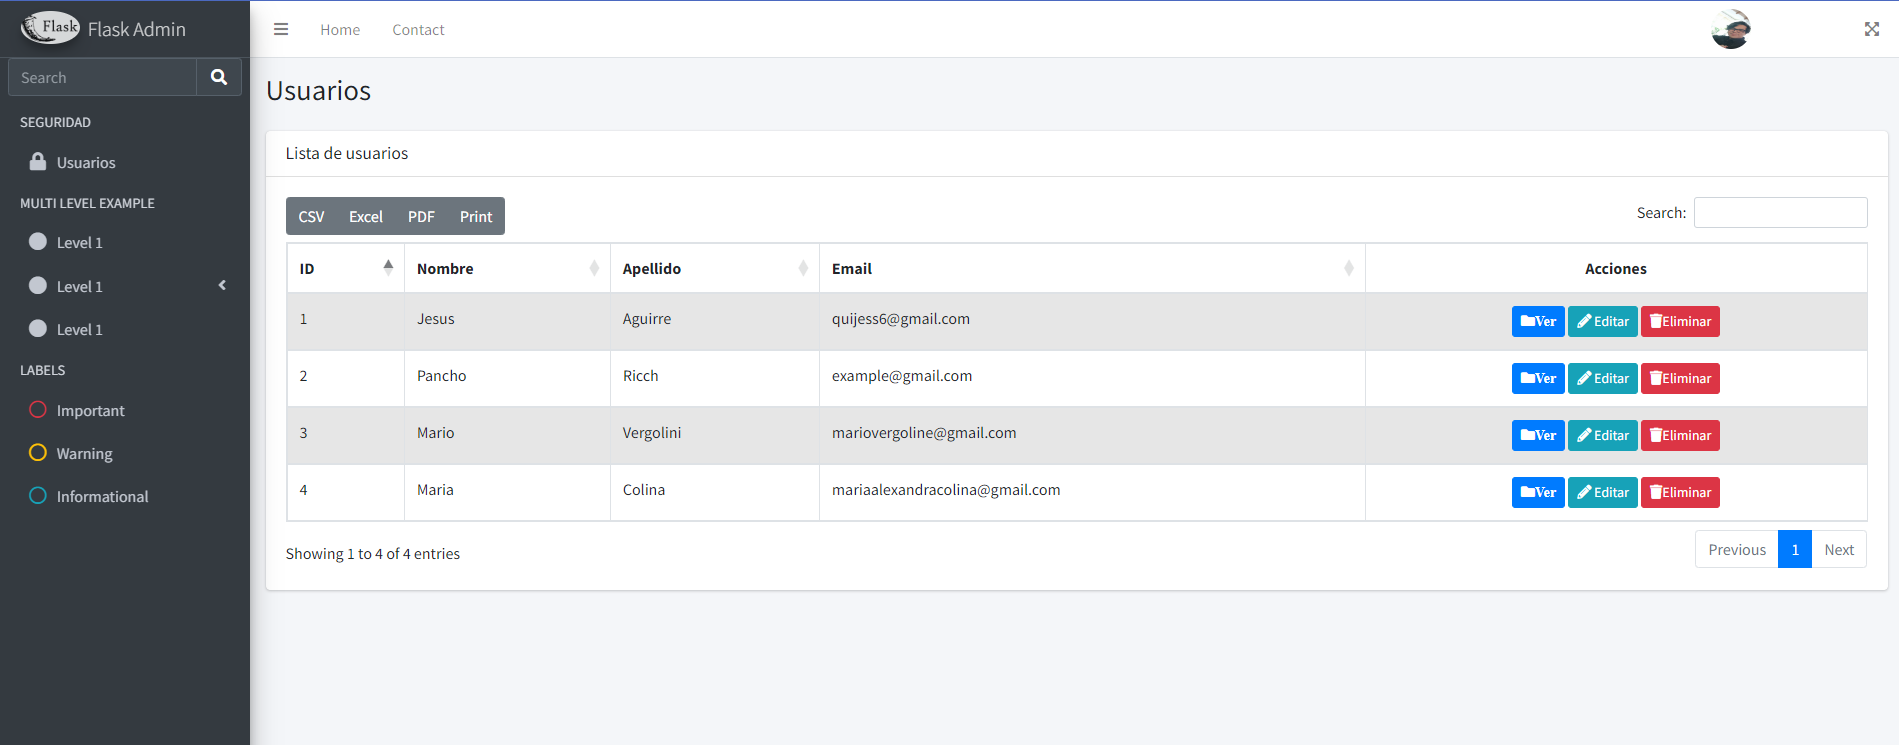 Flask Flask Admin
Home Contact
Search
SEGURIDAD
Usuarios
MULTI LEVEL EXAMPLE
Level 1
Level 1
Level 1
LABELS
Important
Warning
Informational
Usuarios
Lista de usuarios
CSV Excel PDF Print
Search:
ID Nombre Apellido Email Acciones
1 Jesus Aguirre quijess6@gmail.com Ver Editar Eliminar
2 Pancho Ricch example@gmail.com Ver Editar Eliminar
3 Mario Vergolini mariovergoline@gmail.com Ver Editar Eliminar
4 Maria Colina mariaalexandracolina@gmail.com Ver Editar Eliminar
Showing 1 to 4 of 4 entries
Previous 1 Next